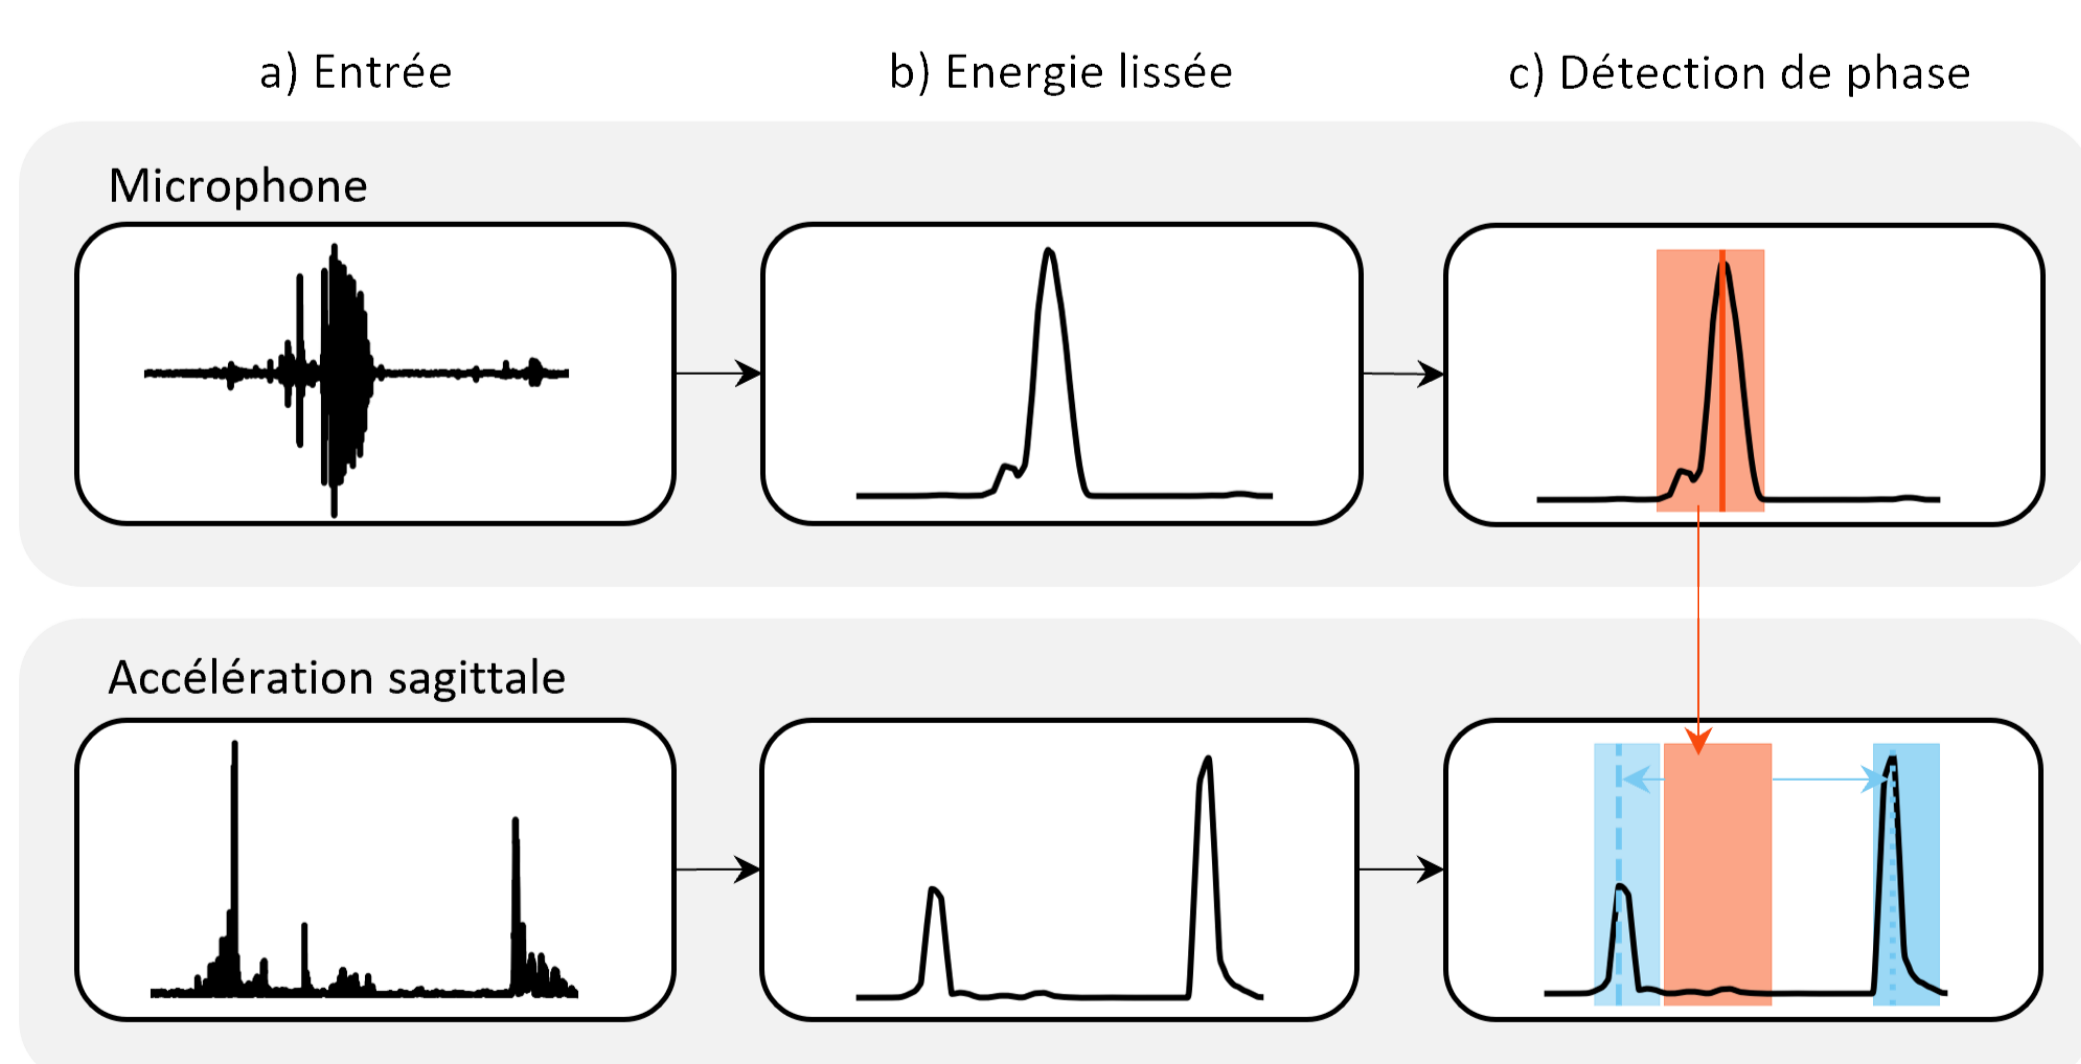 a) Entrée
b) Energie lissée
c) Détection de phase
Microphone
Accélération sagittale